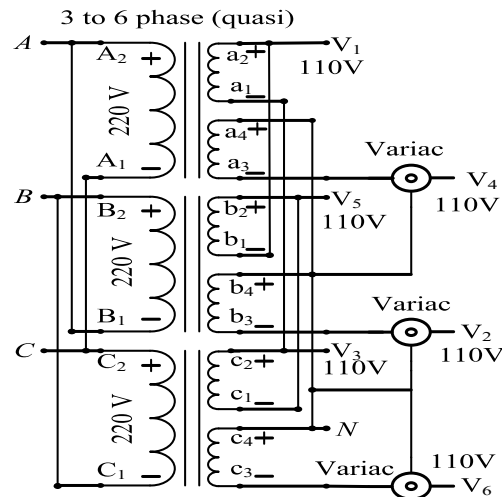 3 to 6 phase (quasi)
A
A₂ +
220 V
A₁ −
a₂ +
a₁ −
a₄ +
a₃ −
V₁
110V
Variac
V₄
110V
B
B₂ +
220 V
B₁ −
b₂ +
b₁ −
b₄ +
b₃ −
V₅
110V
Variac
V₂
110V
C
C₂ +
220 V
C₁ −
c₂ +
c₁ −
c₄ +
c₃ −
V₃
110V
N
Variac
110V
V₆